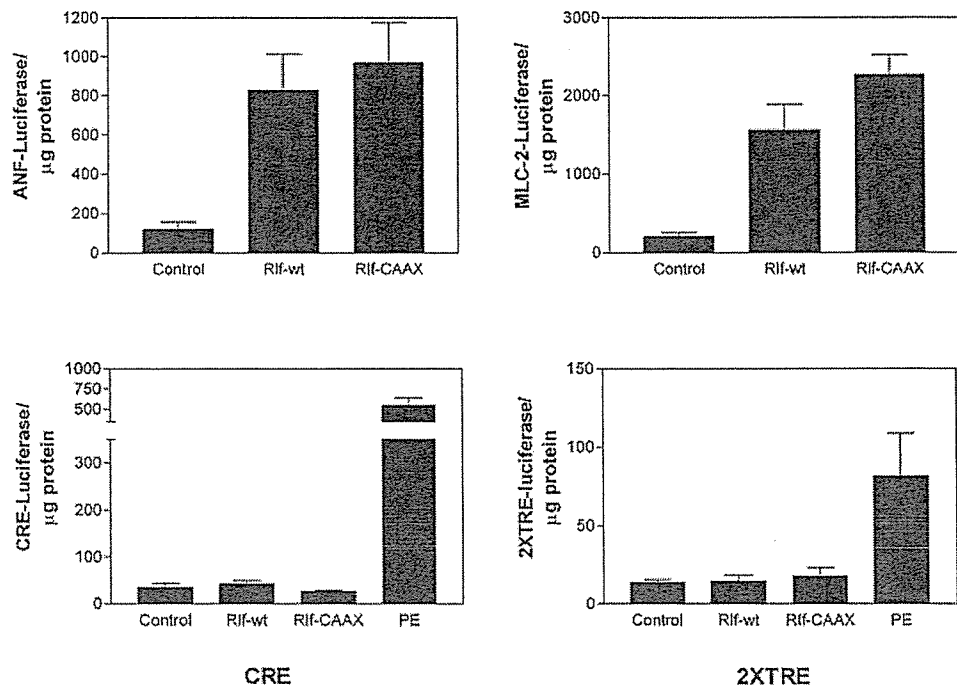 ANF-Luciferase/
µg protein
1200
1000
800
600
400
200
0
Control
Rlf-wt
Rlf-CAAX
MLC-2-Luciferase/
µg protein
3000
2000
1000
0
Control
Rlf-wt
Rlf-CAAX
CRE-Luciferase/
µg protein
1000
750
500
300
200
100
0
Control
Rlf-wt
Rlf-CAAX
PE
CRE
2XTRE-luciferase/
µg protein
150
100
50
0
Control
Rlf-wt
Rlf-CAAX
PE
2XTRE